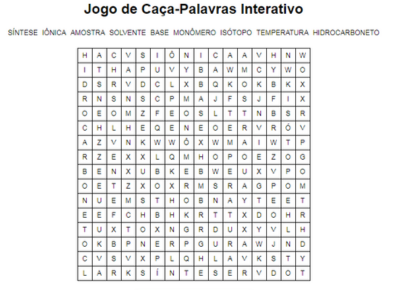 Jogo de Caça-Palavras Interativo
SÍNTESE IÔNICA AMOSTRA SOLVENTE BASE MONÔMERO ISÓTOPO TEMPERATURA HIDROCARBONETO
H A C V S I Ô N I C A A V H N W
I T H A P U V Y B A W M C Y W O
D S R V D C L X B Q K O K B K X
R N S N S C P M A J F S J F I X
O E O M Z F E O S L T T N B S R
C H L H E Q E N E O E R V R Ó V
A Z V N K W W Ô X W M A I W T P
R Z E X X L Q M H O P O E Z O G
B E N X U B K E B W E U X V P O
O E T Z X O X R M S R A G P O M
N U E M S T H O B N A Y T E E T
E E F C H B H K R T T X D O H R
T U X T O X N G R D U X Y V L H
O K B P N E R P G U R A W J N D
C V S V X P L Q H L A V K S T Y
L A R K S Í N T E S E R V D O T